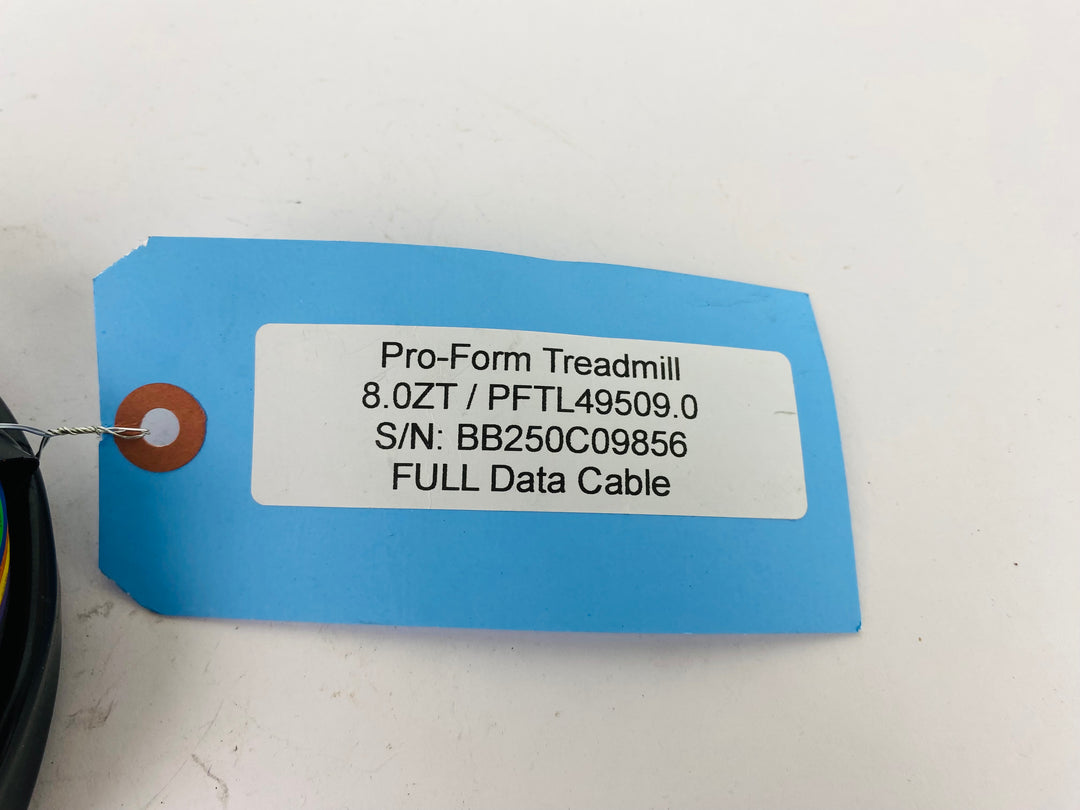 Pro-Form Treadmill
8.0ZT / PFTL49509.0
S/N: BB250C09856
FULL Data Cable